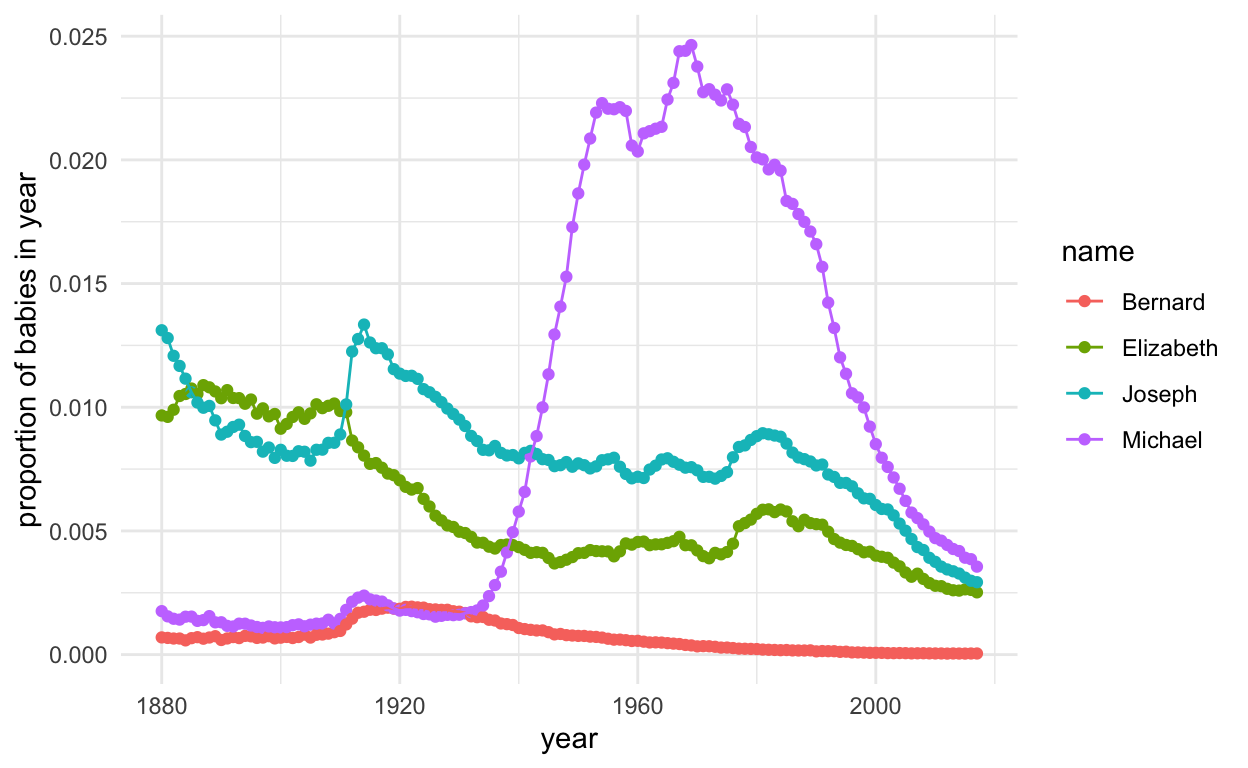 0.025
0.020
0.015
0.010
0.005
0.000
proportion of babies in year
1880
1920
1960
2000
year
name
Bernard
Elizabeth
Joseph
Michael